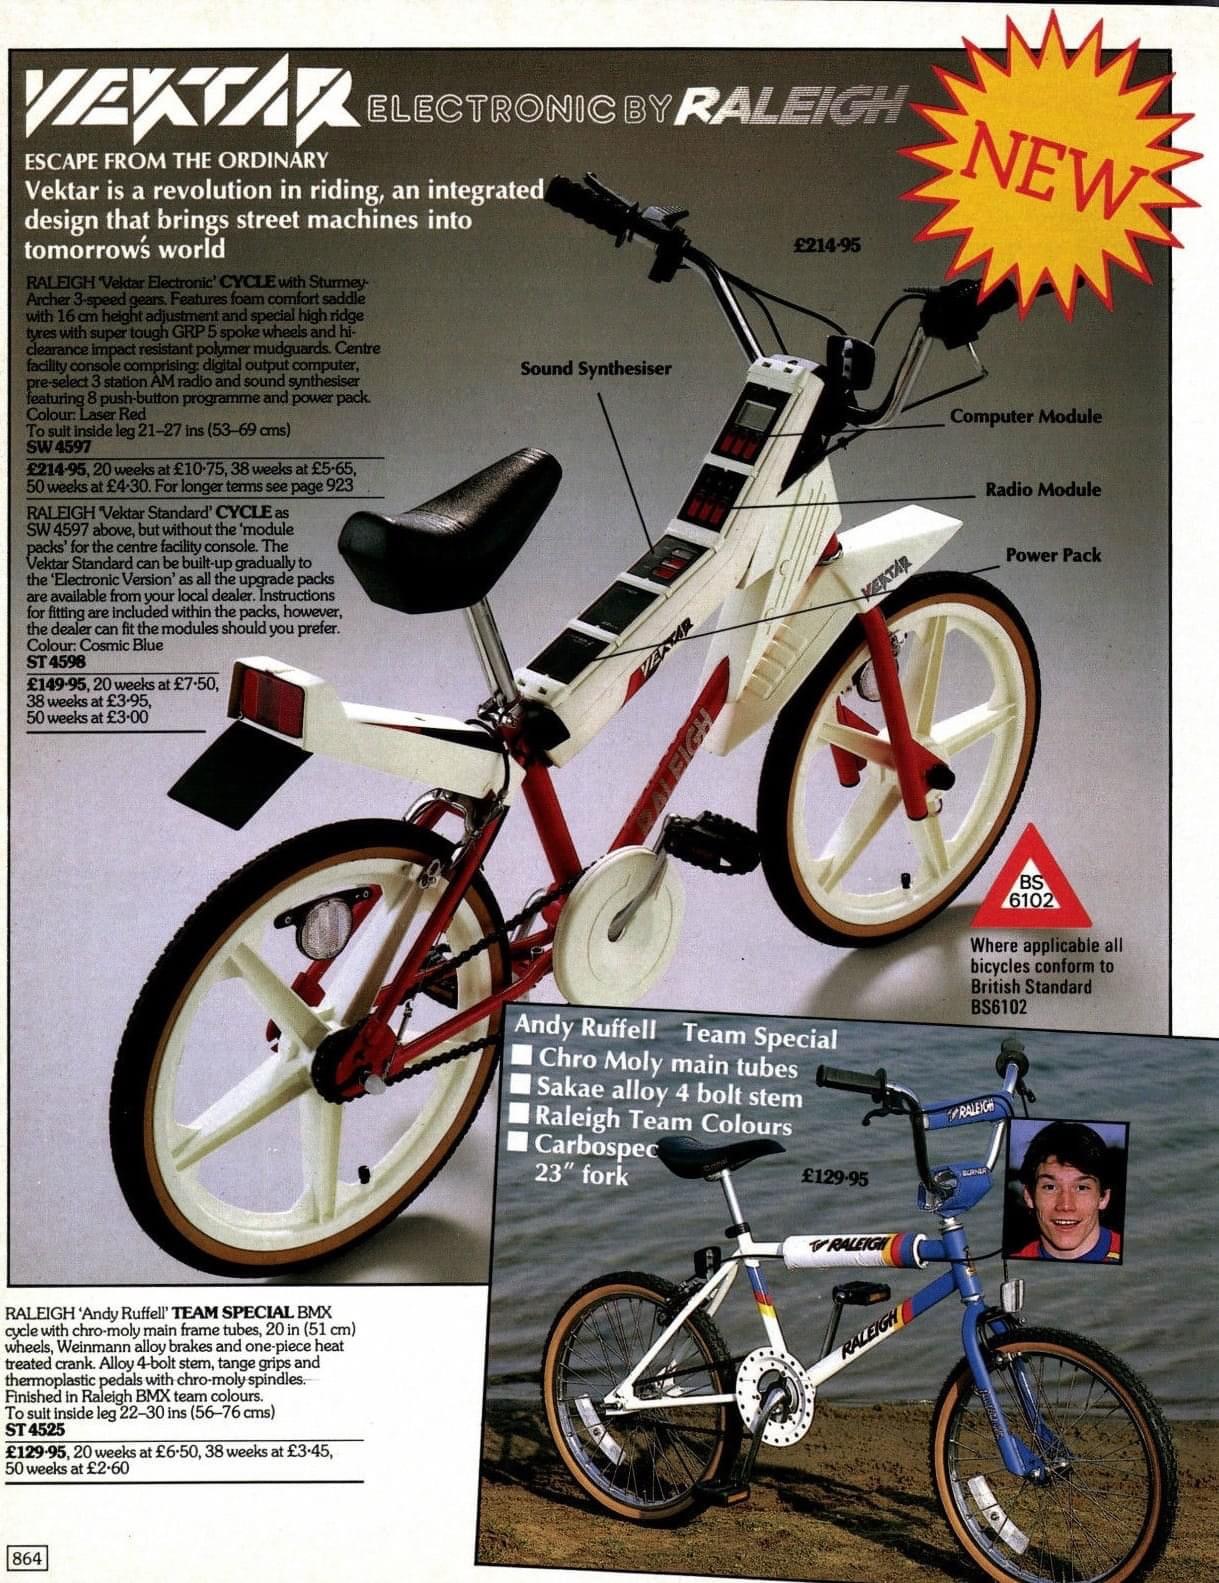 VEKTAR ELECTRONIC BY RALEIGH
NEW
ESCAPE FROM THE ORDINARY
Vektar is a revolution in riding, an integrated
design that brings street machines into
tomorrow's world
£214·95
RALEIGH 'Vektar Electronic' CYCLE with Sturmey-
Archer 3-speed gears. Features foam comfort saddle
with 16 cm height adjustment and special high ridge
tyres with super tough GRP 5 spoke wheels and hi-
clearance impact resistant polymer mudguards. Centre
facility console comprising: digital output computer,
pre-select 3 station AM radio and sound synthesiser
featuring 8 push-button programme and power pack.
Colour: Laser Red
To suit inside leg 21–27 ins (53–69 cms)
SW 4597
£214·95, 20 weeks at £10·75, 38 weeks at £5·65,
50 weeks at £4·30. For longer terms see page 923
RALEIGH 'Vektar Standard' CYCLE as
SW 4597 above, but without the 'module
packs' for the centre facility console. The
Vektar Standard can be built-up gradually to
the 'Electronic Version' as all the upgrade packs
are available from your local dealer. Instructions
for fitting are included within the packs, however,
the dealer can fit the modules should you prefer.
Colour: Cosmic Blue
ST 4598
£149·95, 20 weeks at £7·50,
38 weeks at £3·95,
50 weeks at £3·00
Sound Synthesiser
Computer Module
Radio Module
Power Pack
VEKTAR
VEKTAR
RALEIGH
BS
6102
Where applicable all
bicycles conform to
British Standard
BS6102
Andy Ruffell Team Special
Chro Moly main tubes
Sakae alloy 4 bolt stem
Raleigh Team Colours
Carbospec
23" fork
£129·95
RALEIGH
BURNER
RALEIGH
RALEIGH
RALEIGH 'Andy Ruffell' TEAM SPECIAL BMX
cycle with chro-moly main frame tubes, 20 in (51 cm)
wheels, Weinmann alloy brakes and one-piece heat
treated crank. Alloy 4-bolt stem, tange grips and
thermoplastic pedals with chro-moly spindles.
Finished in Raleigh BMX team colours.
To suit inside leg 22–30 ins (56–76 cms)
ST 4525
£129·95, 20 weeks at £6·50, 38 weeks at £3·45,
50 weeks at £2·60
864